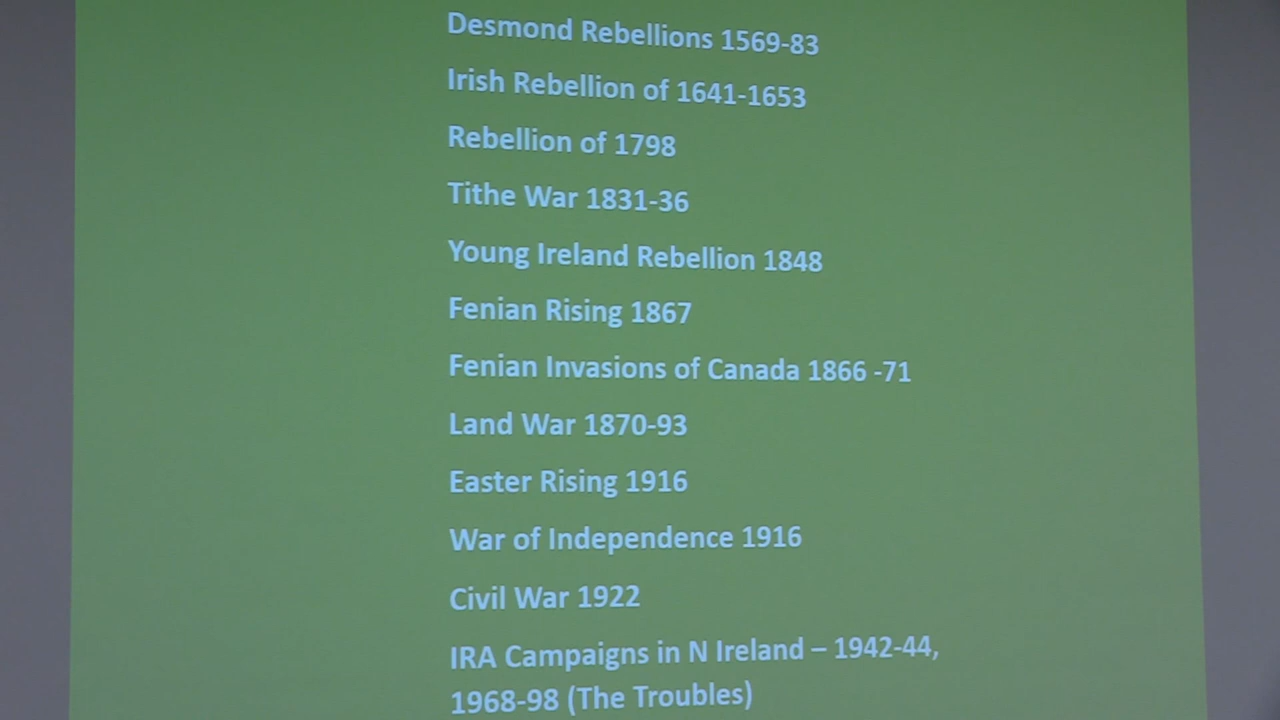 Desmond Rebellions 1569-83
Irish Rebellion of 1641-1653
Rebellion of 1798
Tithe War 1831-36
Young Ireland Rebellion 1848
Fenian Rising 1867
Fenian Invasions of Canada 1866 -71
Land War 1870-93
Easter Rising 1916
War of Independence 1916
Civil War 1922
IRA Campaigns in N Ireland – 1942-44,
1968-98 (The Troubles)